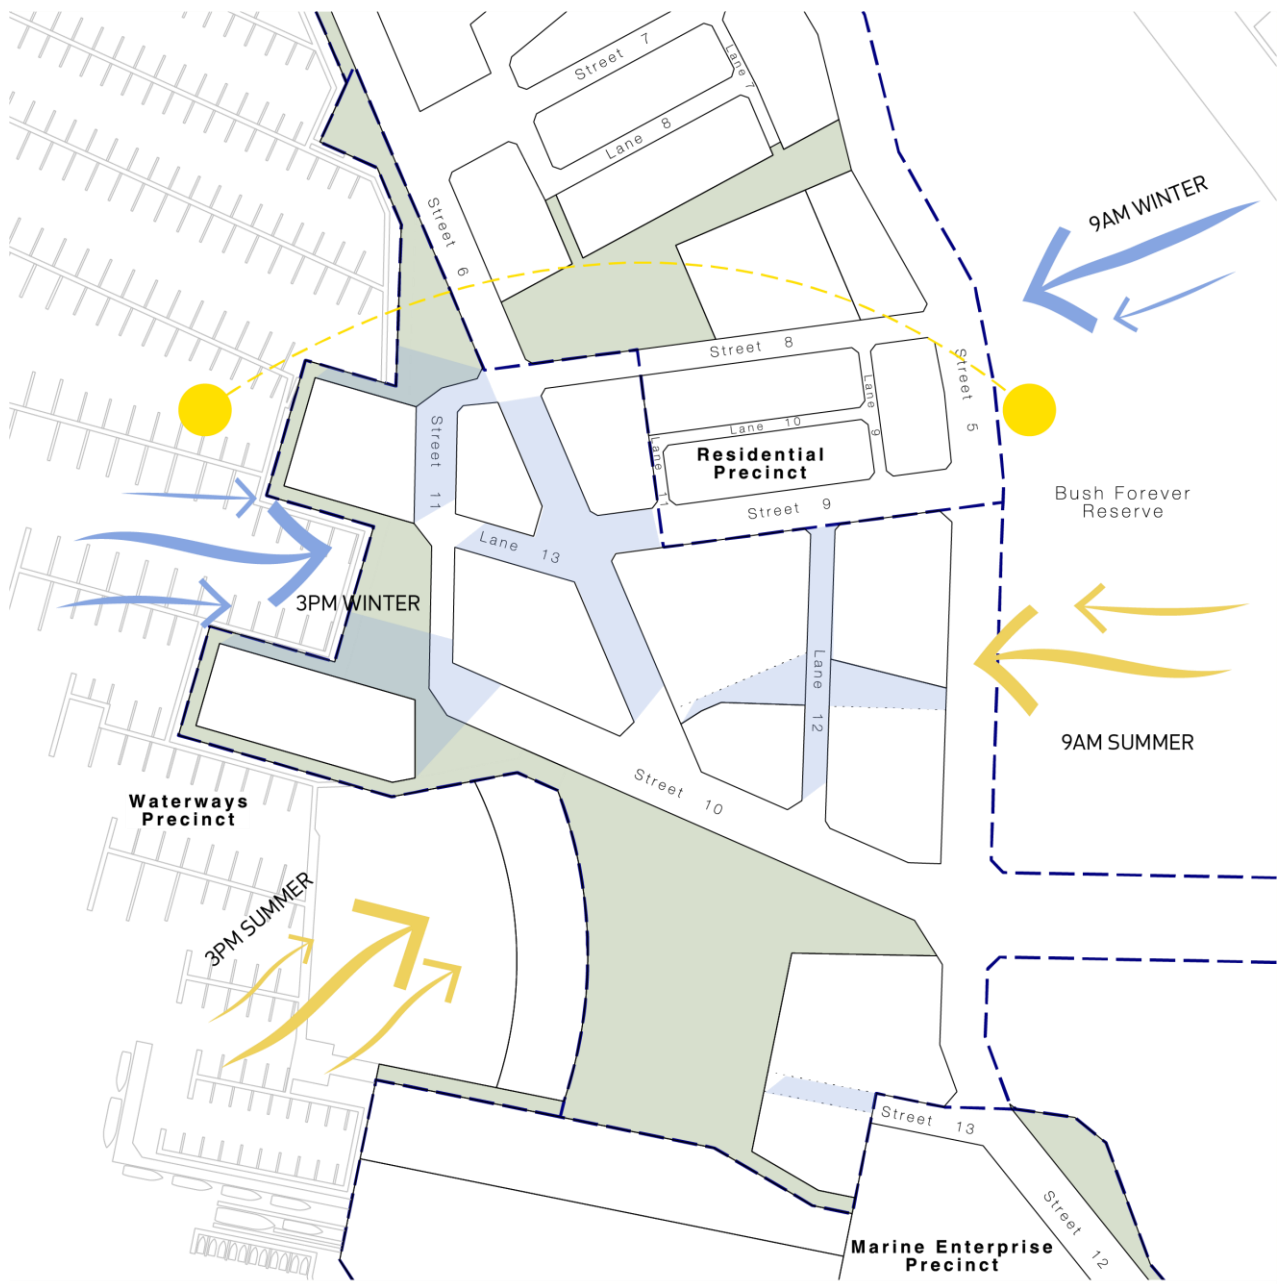 Street 7
Lane 7
Lane 8
Street 6
9AM WINTER
Street 8
Street 5
Lane 9
Lane 10
Lane 11
Residential
Precinct
Street 11
Street 9
Bush Forever
Reserve
Lane 13
3PM WINTER
Lane 12
9AM SUMMER
Street 10
Waterways
Precinct
3PM SUMMER
Street 13
Street 12
Marine Enterprise
Precinct